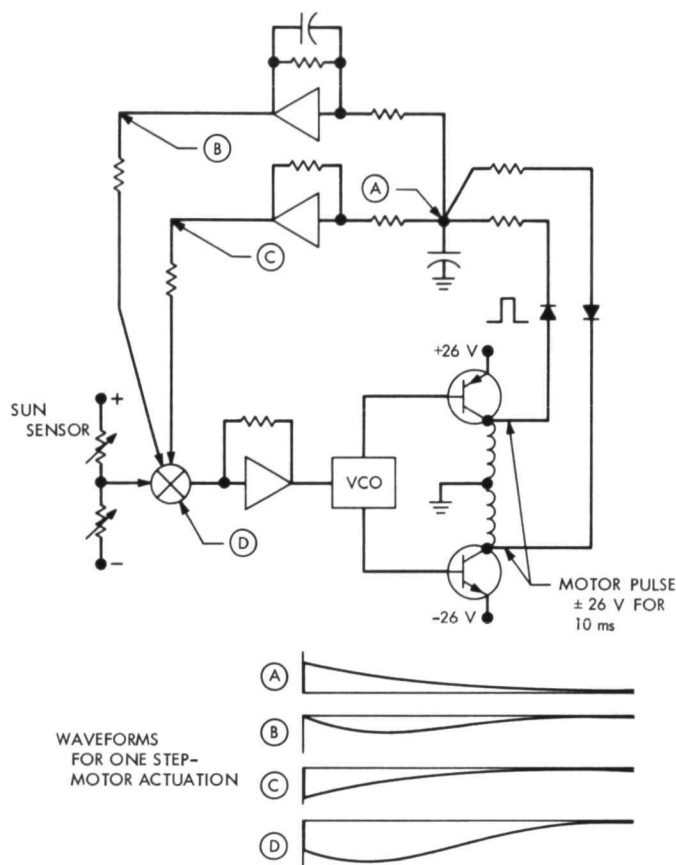 B
A
C
+26 V
SUN
SENSOR
+
VCO
D
−
MOTOR PULSE
± 26 V FOR
10 ms
−26 V
A
WAVEFORMS
FOR ONE STEP-
MOTOR ACTUATION
B
C
D